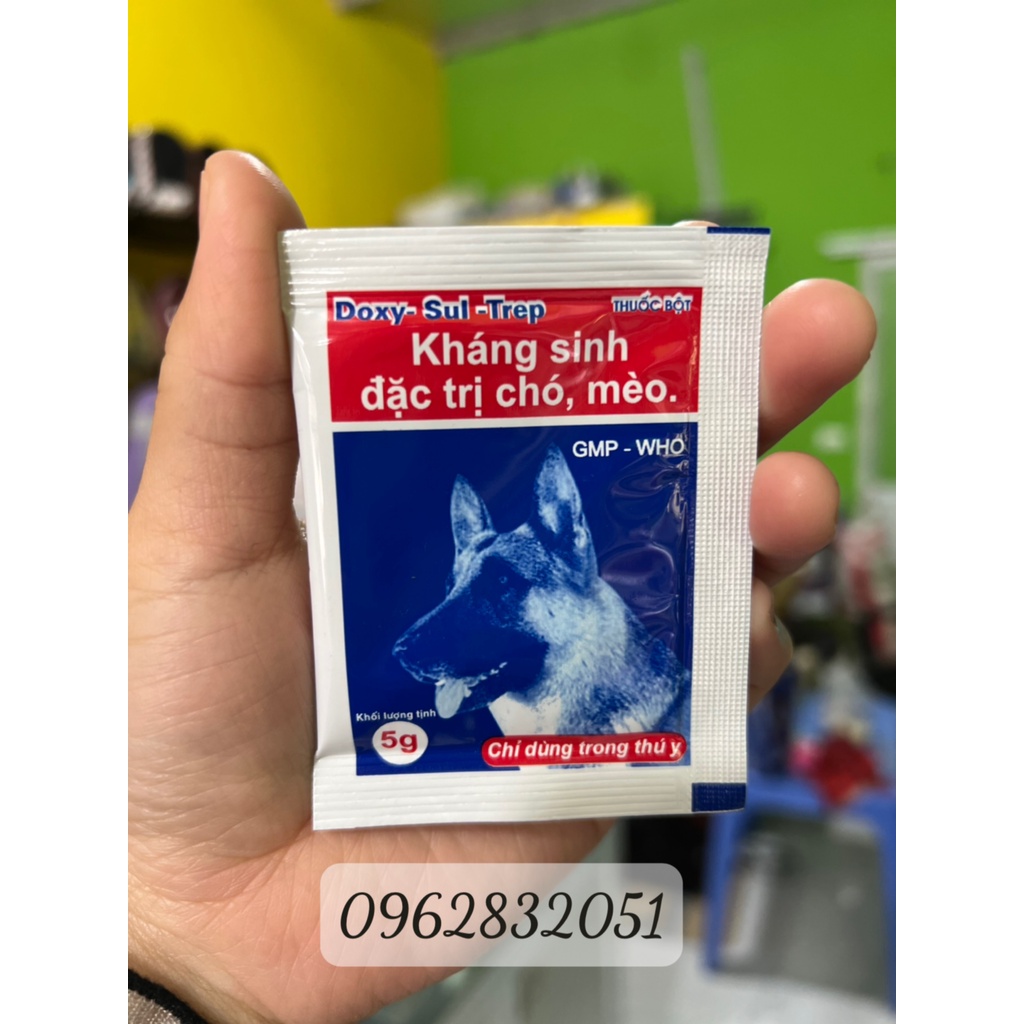 Doxy- Sul -Trep
THUỐC BỘT
Kháng sinh
đặc trị chó, mèo.
GMP - WHO
Khối lượng tịnh
5g
Chỉ dùng trong thú y
0962832051